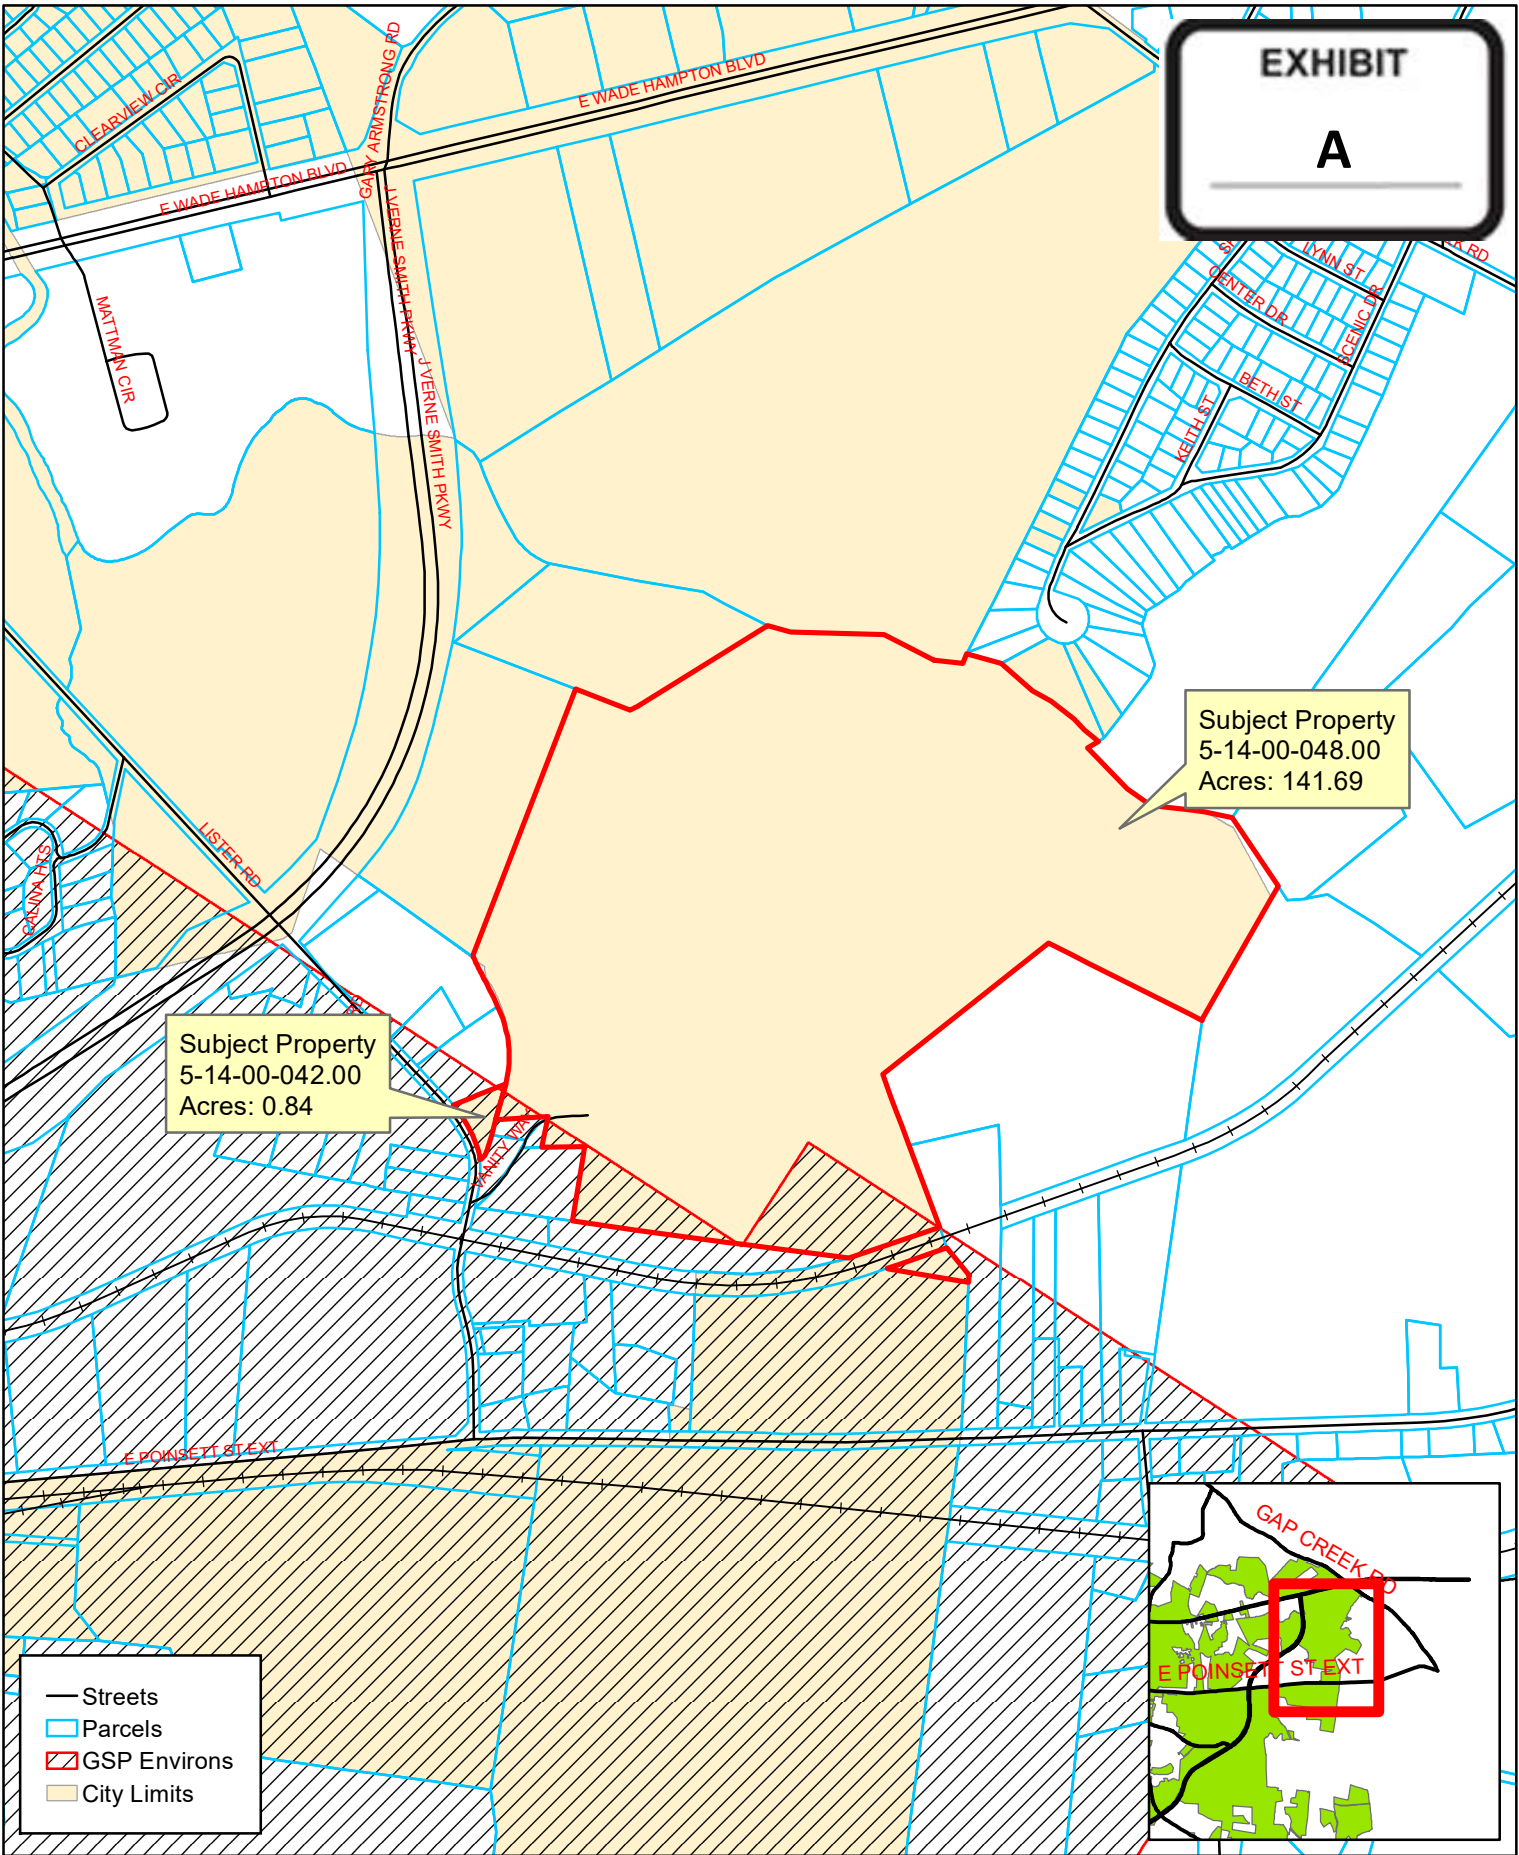 EXHIBIT
A
GARY ARMSTRONG RD
E WADE HAMPTON BLVD
CLEARVIEW CIR
E WADE HAMPTON BLVD
J VERNE SMITH PKWY
J VERNE SMITH PKWY
MATTMAN CIR
LYNN ST
CENTER DR
SCENIC DR
BETH ST
KEITH ST
Subject Property
5-14-00-048.00
Acres: 141.69
LISTER RD
CALINA HTS
Subject Property
5-14-00-042.00
Acres: 0.84
E POINSETT ST EXT
GAP CREEK RD
E POINSETT ST EXT
Streets
Parcels
GSP Environs
City Limits